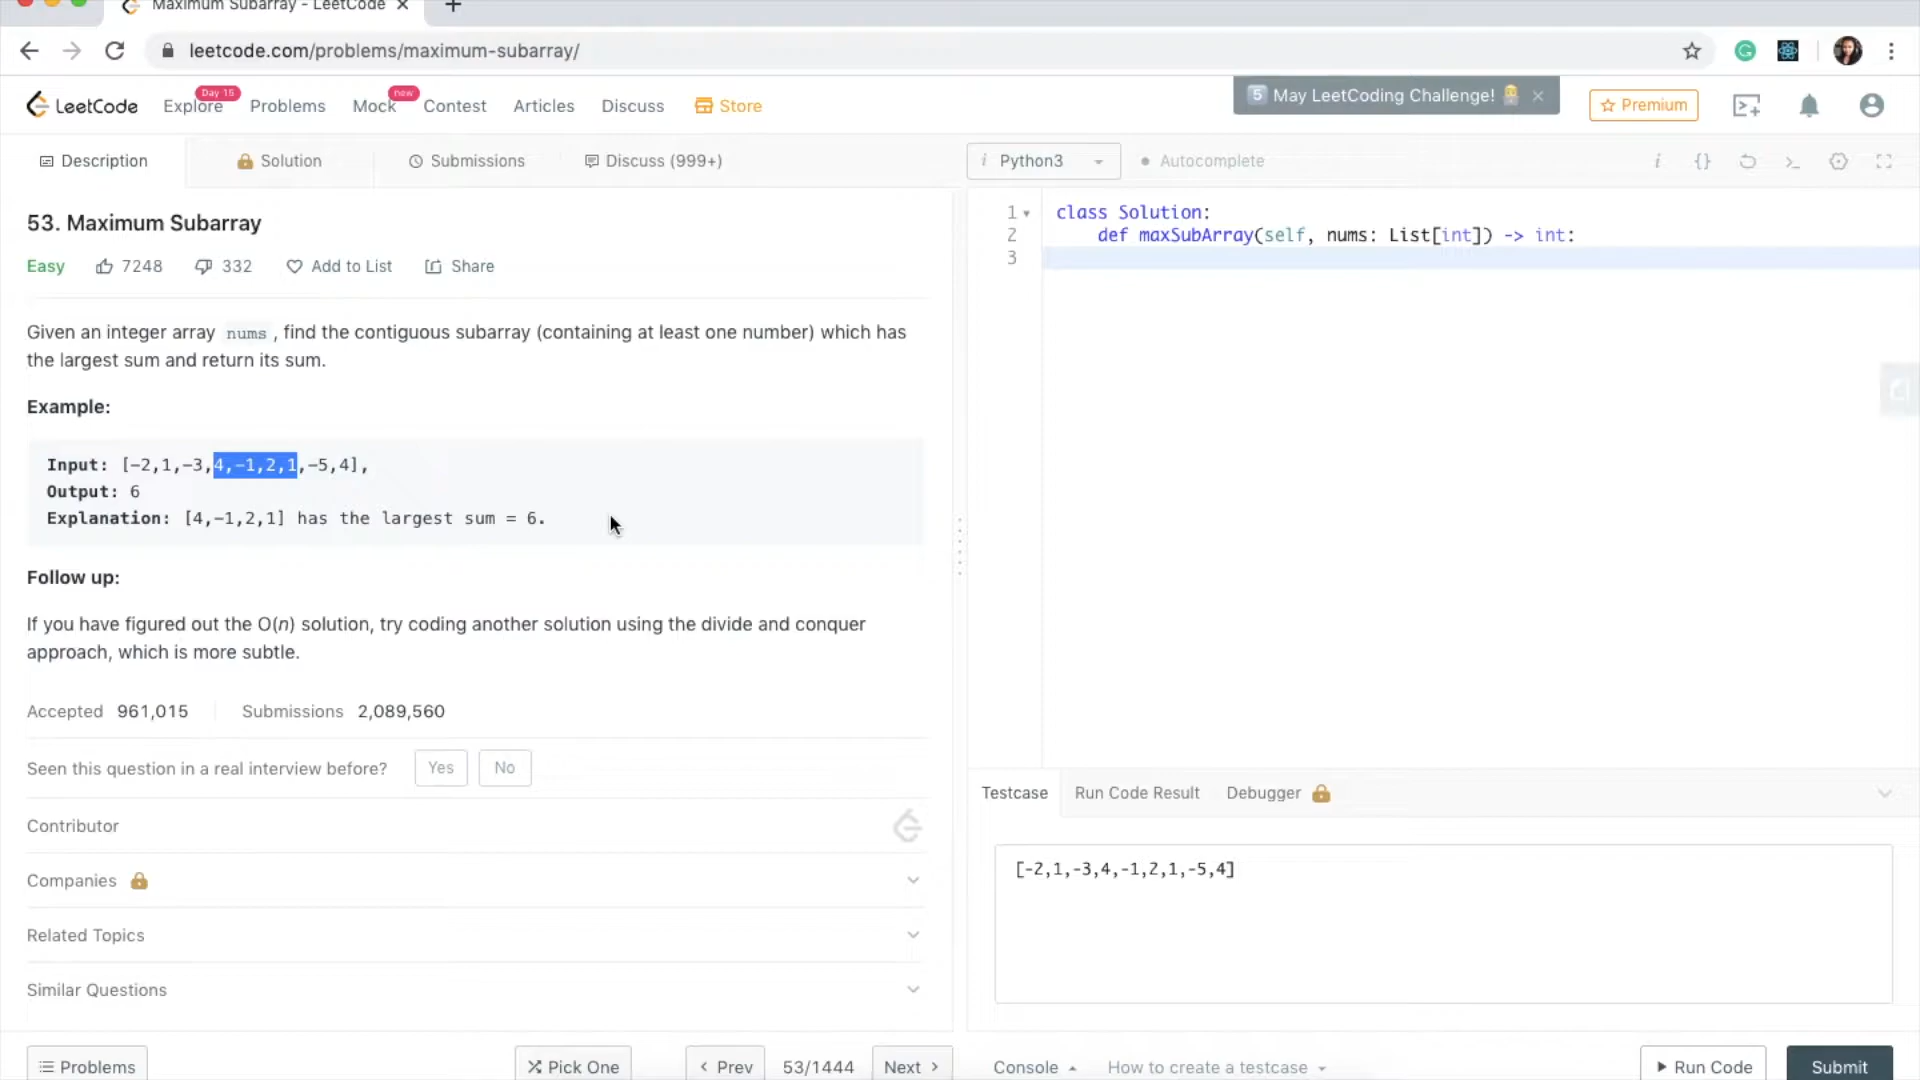 Maximum Subarray - LeetCode
leetcode.com/problems/maximum-subarray/
LeetCode
Explore
Day 15
Problems
Mock
new
Contest
Articles
Discuss
Store
5 May LeetCoding Challenge!
Premium
Description
Solution
Submissions
Discuss (999+)
i Python3
Autocomplete
53. Maximum Subarray
Easy
7248
332
Add to List
Share
Given an integer array nums , find the contiguous subarray (containing at least one number) which has
the largest sum and return its sum.
Example:
Input: [-2,1,-3,4,-1,2,1,-5,4],
Output: 6
Explanation: [4,-1,2,1] has the largest sum = 6.
Follow up:
If you have figured out the O(n) solution, try coding another solution using the divide and conquer
approach, which is more subtle.
Accepted 961,015
Submissions 2,089,560
Seen this question in a real interview before?
Yes
No
Contributor
Companies
Related Topics
Similar Questions
Problems
Pick One
Prev
53/1444
Next
1 class Solution:
2 def maxSubArray(self, nums: List[int]) -> int:
3
Testcase
Run Code Result
Debugger
[-2,1,-3,4,-1,2,1,-5,4]
Console
How to create a testcase
Run Code
Submit